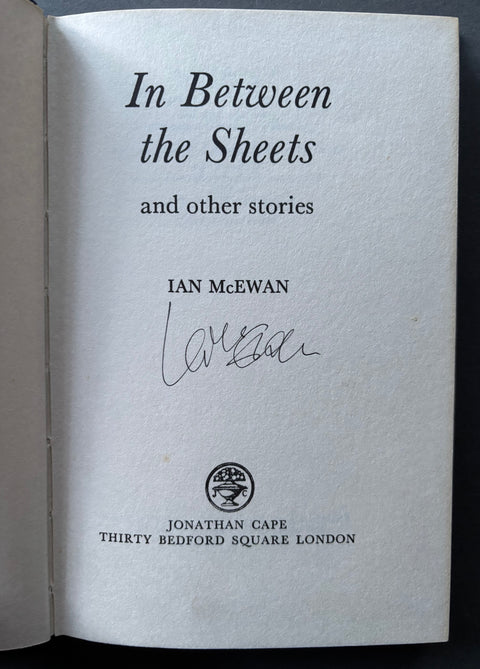 In Between
the Sheets
and other stories
IAN McEWAN
J C
JONATHAN CAPE
THIRTY BEDFORD SQUARE LONDON